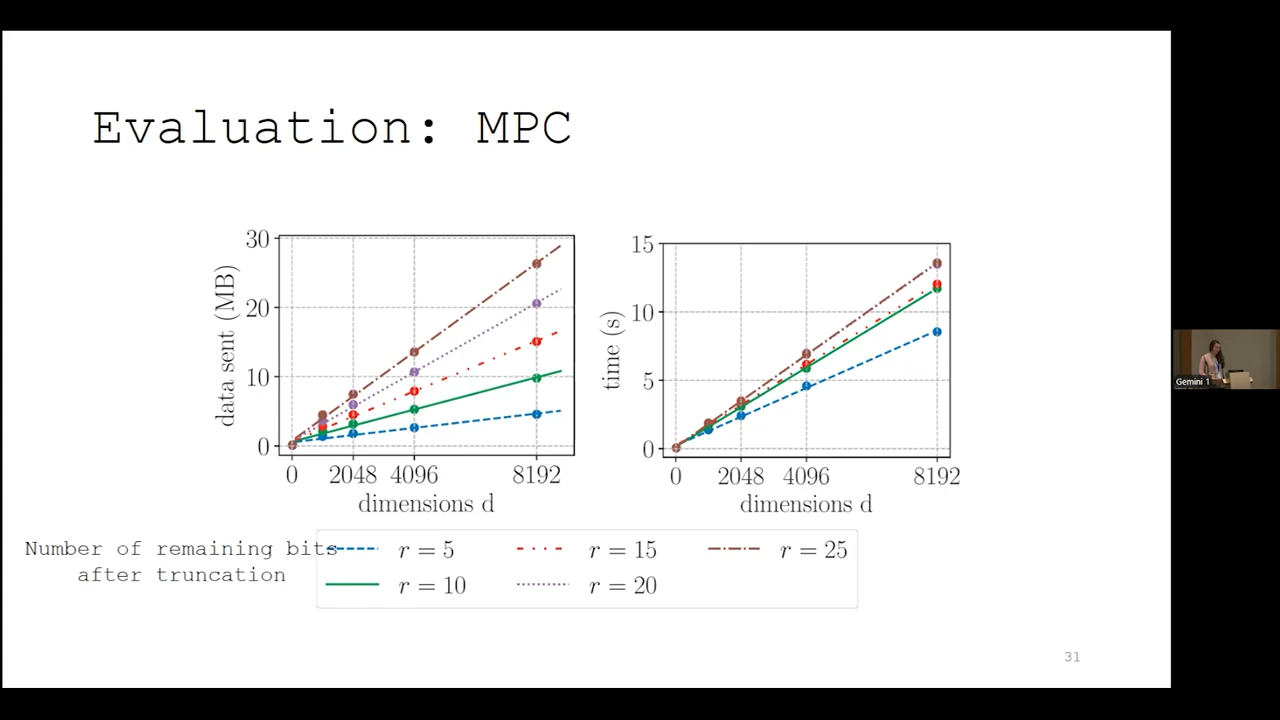 Evaluation: MPC
30
20
10
0
data sent (MB)
0 2048 4096 8192
dimensions d
15
10
5
0
time (s)
0 2048 4096 8192
dimensions d
Number of remaining bits
after truncation
r = 5 r = 15 r = 25
r = 10 r = 20
31
Gemini 1